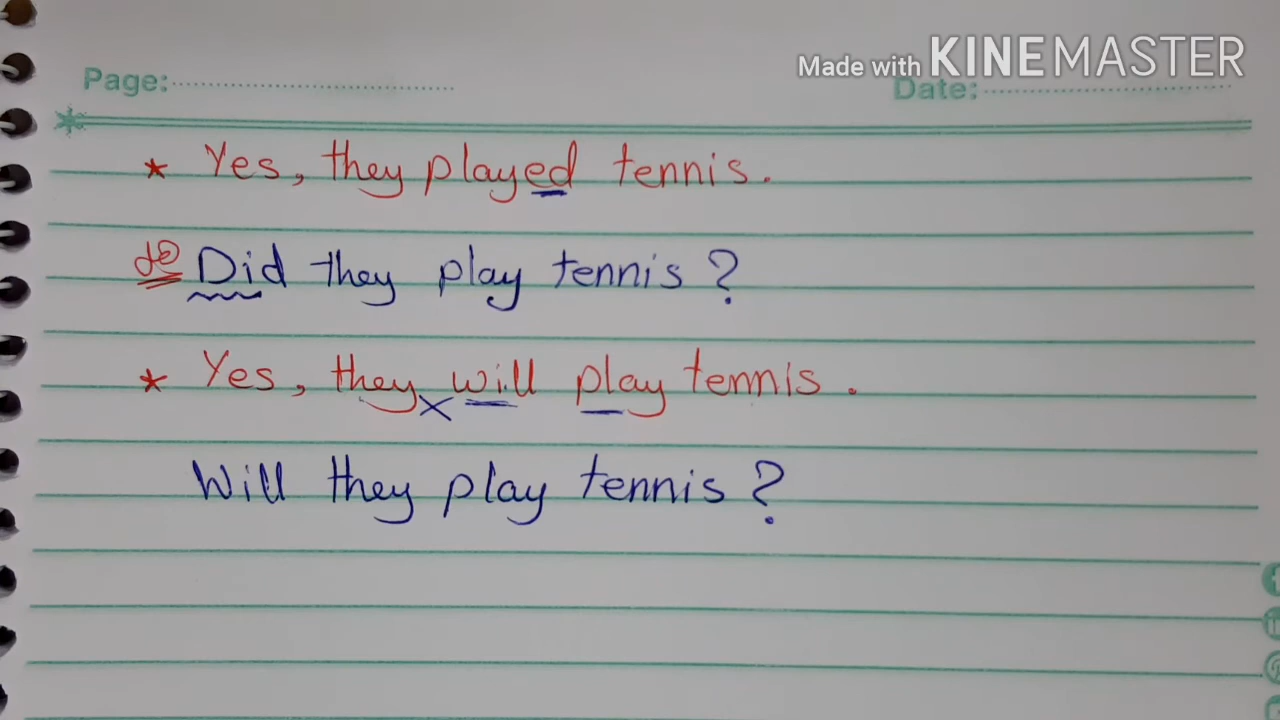 Made with KINEMASTER
Page:
Date:
* Yes, they played tennis.
do Did they play tennis?
* Yes, they will play tennis.
Will they play tennis?